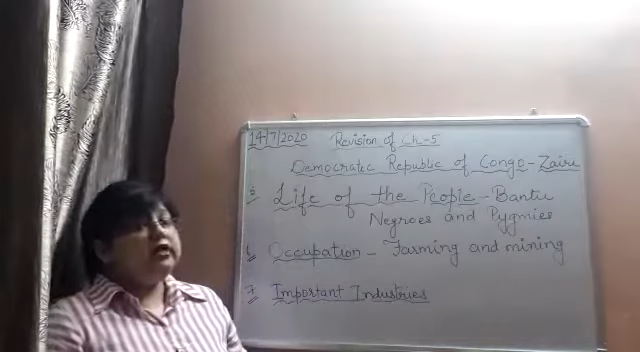 14/7/2020 Revision of Ch-5
Democratic Republic of Congo - Zaire
5 Life of the People - Bantu
Negroes and Pygmies
6 Occupation - Farming and mining
7 Important Industries